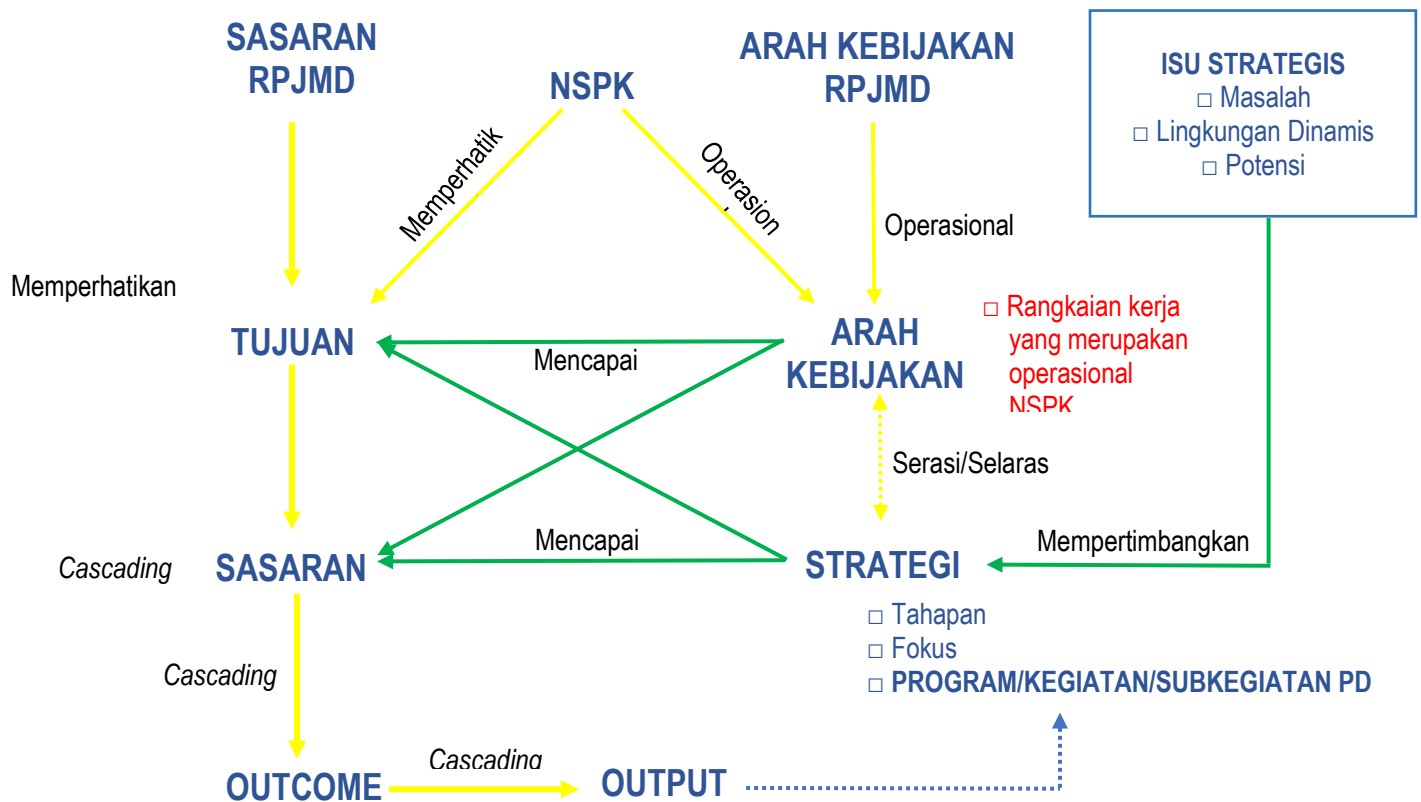 SASARAN
RPJMD
NSPK
ARAH KEBIJAKAN
RPJMD
ISU STRATEGIS
□ Masalah
□ Lingkungan Dinamis
□ Potensi
Memperhatik
Operasion
Operasional
Memperhatikan
TUJUAN
Mencapai
ARAH
KEBIJAKAN
□ Rangkaian kerja
yang merupakan
operasional
NSPK
Serasi/Selaras
Cascading
SASARAN
Mencapai
STRATEGI
Mempertimbangkan
□ Tahapan
□ Fokus
□ PROGRAM/KEGIATAN/SUBKEGIATAN PD
Cascading
OUTCOME
Cascading
OUTPUT